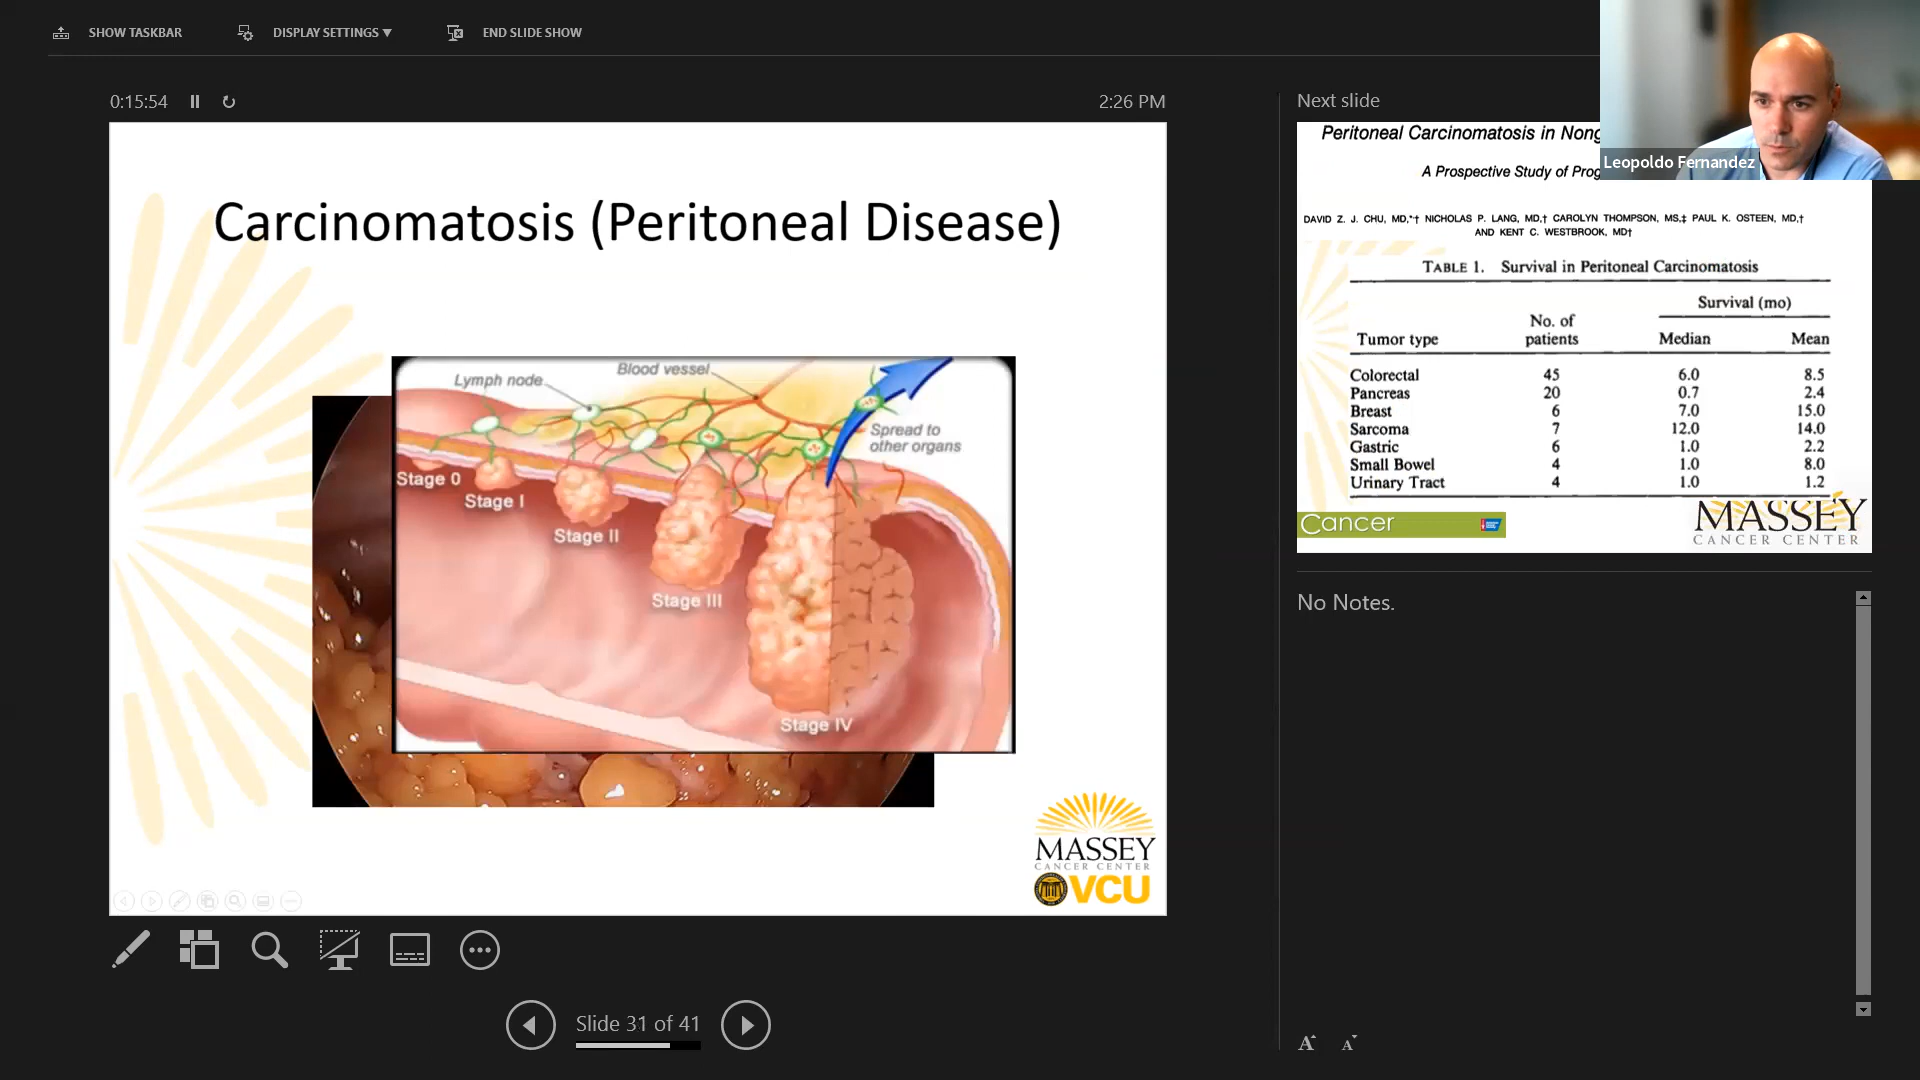 SHOW TASKBAR
DISPLAY SETTINGS ▼
END SLIDE SHOW
0:15:54
2:26 PM
Carcinomatosis (Peritoneal Disease)
Lymph node
Blood vessel
Spread to
other organs
Stage 0
Stage I
Stage II
Stage III
Stage IV
MASSEY
CANCER CENTER
VCU
Slide 31 of 41
Next slide
Leopoldo Fernandez
Peritoneal Carcinomatosis in
A Prospective Study of
DAVID Z. J. CHU, MD,*† NICHOLAS P. LANG, MD,† CAROLYN THOMPSON, MS,‡ PAUL K. OSTEEN, MD,†
AND KENT C. WESTBROOK, MD†
TABLE 1. Survival in Peritoneal Carcinomatosis
Survival (mo)
No. of
Tumor type patients Median Mean
Colorectal 45 6.0 8.5
Pancreas 20 0.7 2.4
Breast 6 7.0 15.0
Sarcoma 7 12.0 14.0
Gastric 6 1.0 2.2
Small Bowel 4 1.0 8.0
Urinary Tract 4 1.0 1.2
Cancer
MASSEY
CANCER CENTER
No Notes.
A A